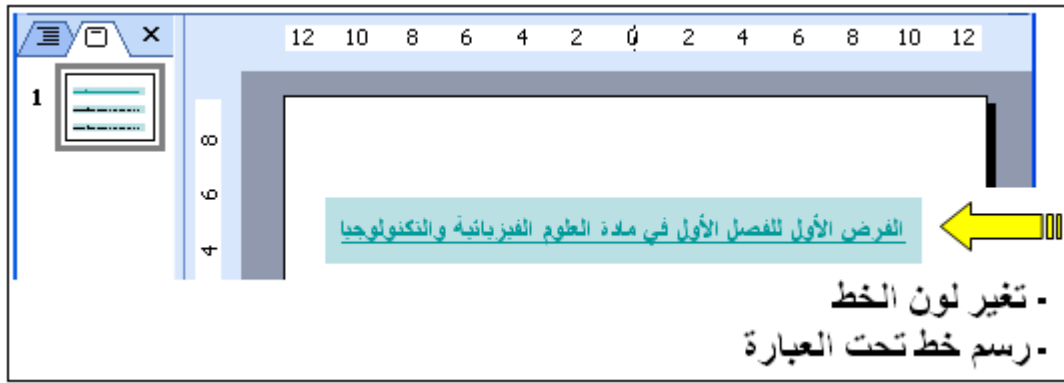 12 10 8 6 4 2 0 2 4 6 8 10 12
1
8
6
4
الفرض الأول للفصل الأول في مادة العلوم الفيزيائية والتكنولوجيا
- تغير لون الخط
- رسم خط تحت العبارة